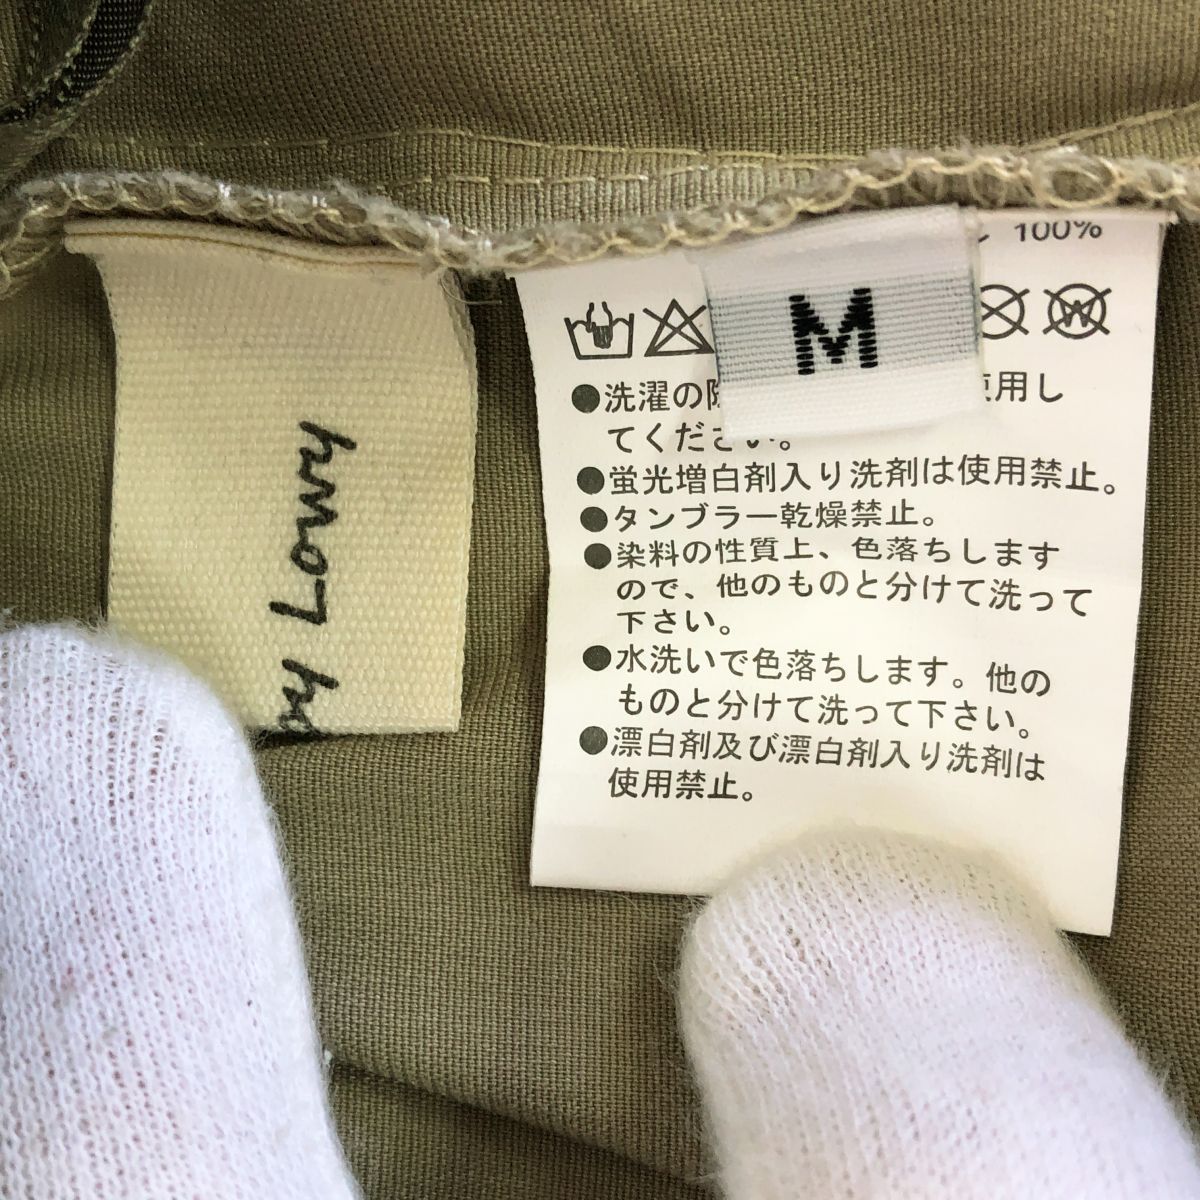 Lowy
100%
M
●洗濯の
使用し
てください。
●蛍光増白剤入り洗剤は使用禁止。
●タンブラー乾燥禁止。
●染料の性質上、色落ちします
ので、他のものと分けて洗って
下さい。
●水洗いで色落ちします。他の
ものと分けて洗って下さい。
●漂白剤及び漂白剤入り洗剤は
使用禁止。